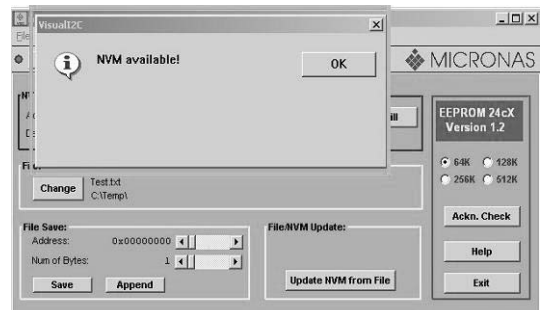 VisualI2C
NVM available!
OK
MICRONAS
EEPROM 24cX
Version 1.2
64K 128K
256K 512K
Change
Test.txt
C:\Temp\
Ackn. Check
File Save:
Address: 0x00000000
Num of Bytes: 1
Save Append
File/NVM Update:
Update NVM from File
Help
Exit